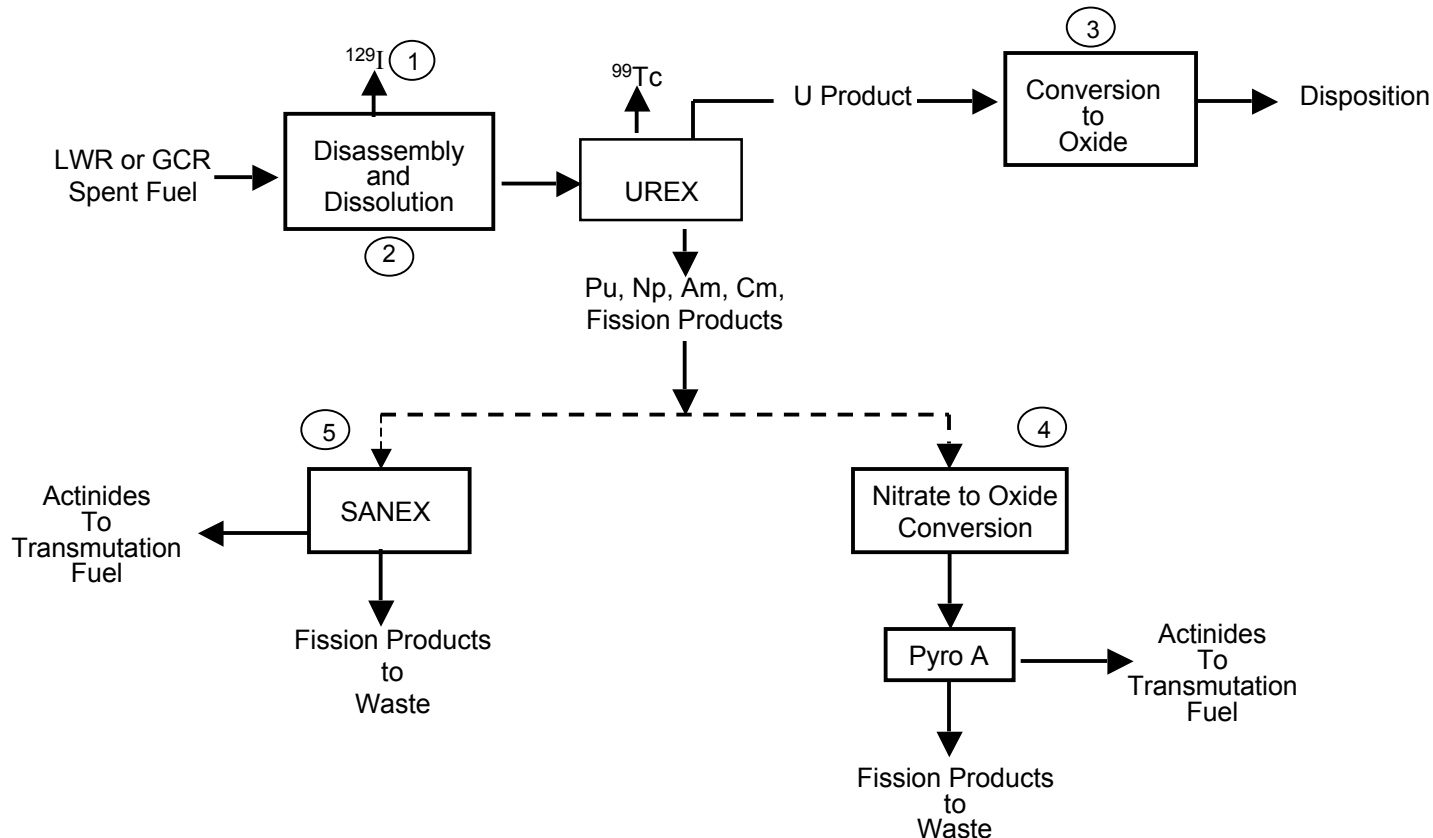 3
¹²⁹I 1
⁹⁹Tc
U Product
Conversion
to
Oxide
Disposition
LWR or GCR
Spent Fuel
Disassembly
and
Dissolution
UREX
2
Pu, Np, Am, Cm,
Fission Products
5
4
Actinides
To
Transmutation
Fuel
SANEX
Nitrate to Oxide
Conversion
Fission Products
to
Waste
Pyro A
Actinides
To
Transmutation
Fuel
Fission Products
to
Waste